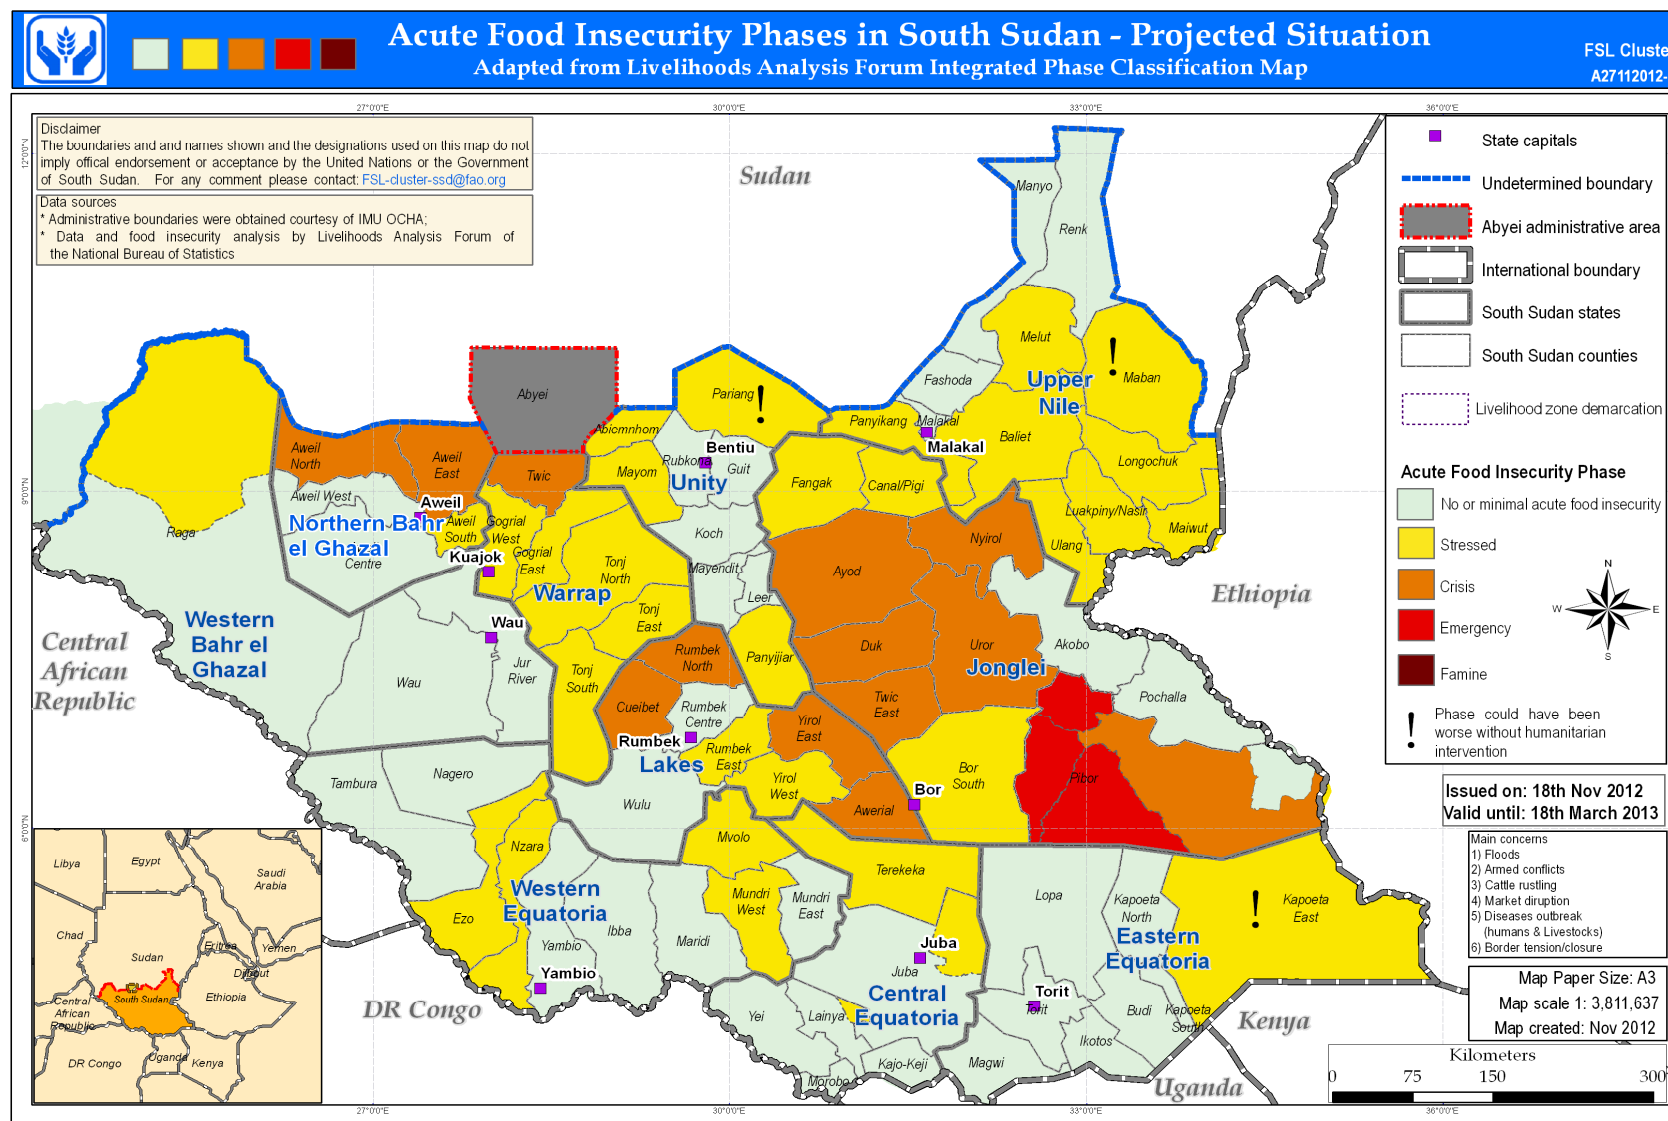 Acute Food Insecurity Phases in South Sudan - Projected Situation
Adapted from Livelihoods Analysis Forum Integrated Phase Classification Map
FSL Cluste
A27112012-
27°0'0"E
30°0'0"E
33°0'0"E
36°0'0"E
12°0'0"N
9°0'0"N
6°0'0"N
Disclaimer
The boundaries and and names shown and the designations used on this map do not
imply offical endorsement or acceptance by the United Nations or the Government
of South Sudan. For any comment please contact: FSL-cluster-ssd@fao.org
Data sources
* Administrative boundaries were obtained courtesy of IMU OCHA;
* Data and food insecurity analysis by Livelihoods Analysis Forum of
the National Bureau of Statistics
Sudan
Ethiopia
Kenya
Uganda
DR Congo
Central
African
Republic
Manyo
Renk
Melut
!
Maban
Fashoda
Upper
Nile
Panyikang
Malakal
Malakal
Baliet
Longochuk
Luakpiny/Nasir
Maiwut
Ulang
Abyei
Pariang
!
Abiemnhom
Mayom
Rubkona
Bentiu
Guit
Unity
Koch
Mayendit
Leer
Panyijiar
Fangak
Canal/Pigi
Nyirol
Ayod
Duk
Uror
Akobo
Jonglei
Twic
East
Pochalla
Pibor
Bor
South
Bor
Aweil
North
Aweil
East
Aweil West
Aweil
Aweil
South
Northern Bahr
el Ghazal
Centre
Raga
Western
Bahr el
Ghazal
Wau
Wau
Jur
River
Twic
Gogrial
West
Gogrial
East
Kuajok
Warrap
Tonj
North
Tonj
East
Tonj
South
Rumbek
North
Cueibet
Rumbek
Centre
Rumbek
Lakes
Rumbek
East
Yirol
East
Yirol
West
Awerial
Wulu
Tambura
Nagero
Nzara
Ezo
Western
Equatoria
Yambio
Yambio
Ibba
Maridi
Mvolo
Mundri
West
Mundri
East
Terekeka
Juba
Juba
Central
Equatoria
Yei
Lainya
Morobo
Kajo-Keji
Lopa
Kapoeta
North
Eastern
Equatoria
!
Kapoeta
East
Torit
Torit
Budi
Kapoeta
South
Ikotos
Magwi
State capitals
Undetermined boundary
Abyei administrative area
International boundary
South Sudan states
South Sudan counties
Livelihood zone demarcation
Acute Food Insecurity Phase
No or minimal acute food insecurity
Stressed
Crisis
Emergency
Famine
! Phase could have been
worse without humanitarian
intervention
N
W
E
S
Issued on: 18th Nov 2012
Valid until: 18th March 2013
Main concerns
1) Floods
2) Armed conflicts
3) Cattle rustling
4) Market diruption
5) Diseases outbreak
(humans & Livestocks)
6) Border tension/closure
Map Paper Size: A3
Map scale 1: 3,811,637
Map created: Nov 2012
Kilometers
0 75 150 300
Libya
Egypt
Saudi
Arabia
Chad
Sudan
Eritrea
Yemen
Djibout
South Sudan
Ethiopia
Central
African
Republic
DR Congo
Uganda
Kenya